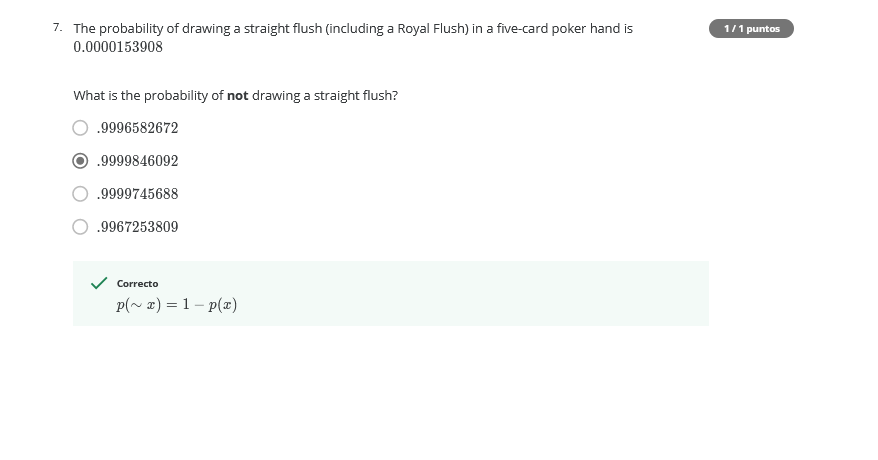 7. The probability of drawing a straight flush (including a Royal Flush) in a five-card poker hand is
0.0000153908
1 / 1 puntos
What is the probability of not drawing a straight flush?
.9996582672
.9999846092
.9999745688
.9967253809
Correcto
p(∼ x) = 1 − p(x)